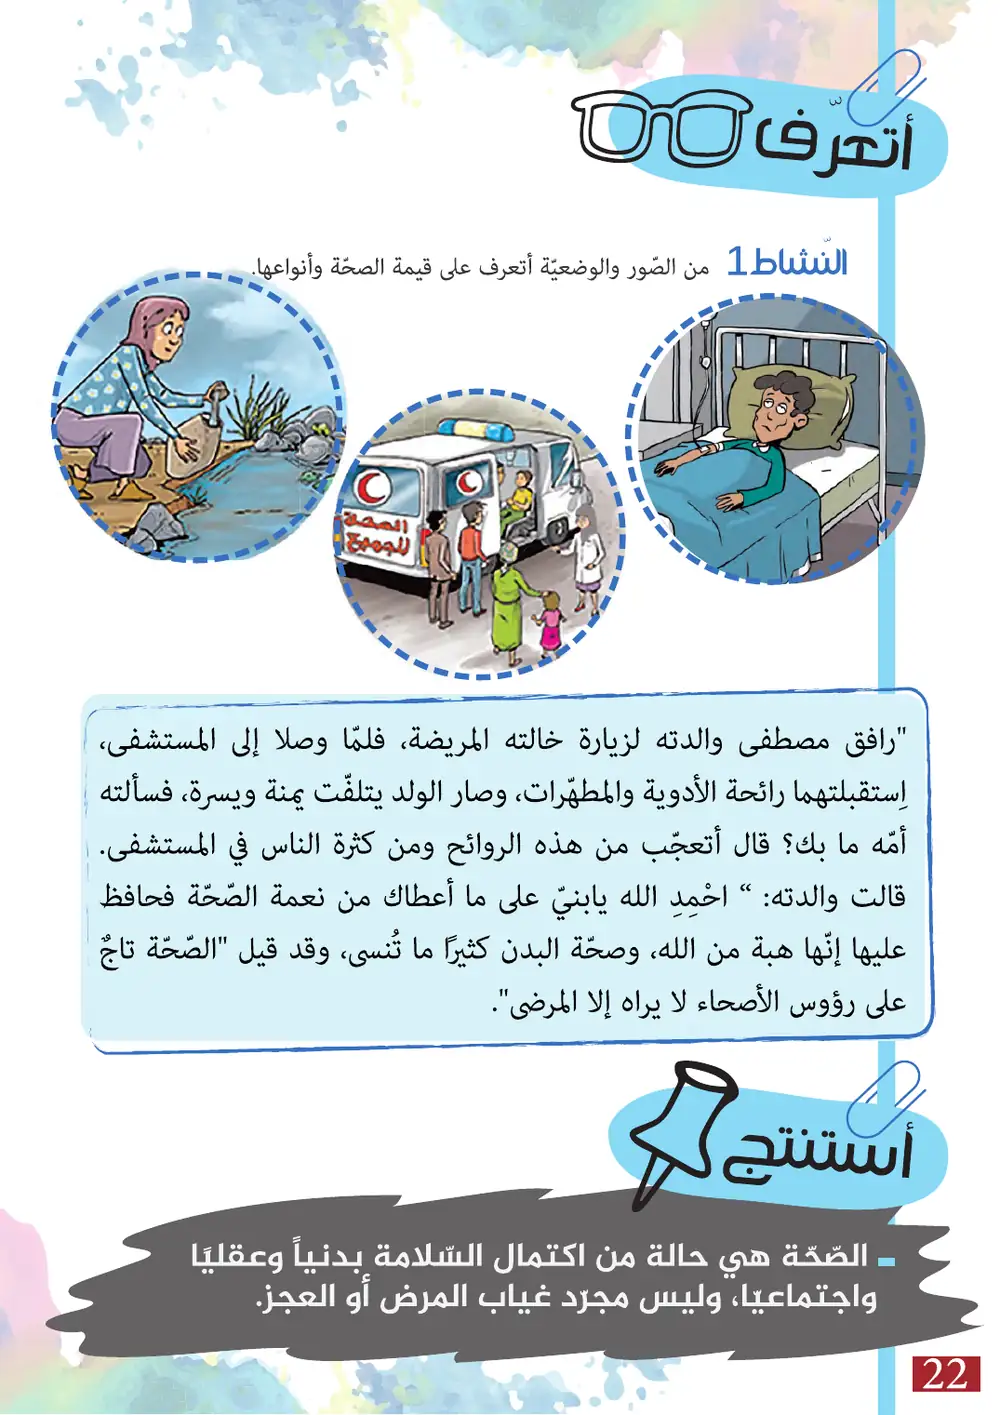 أتعرّف
النّشاط1 من الصّور والوضعيّة أتعرف على قيمة الصحّة وأنواعها.
الصحة
للجميع
"رافق مصطفى والدته لزيارة خالته المريضة، فلمّا وصلا إلى المستشفى،
اِستقبلتهما رائحة الأدوية والمطهّرات، وصار الولد يتلفّت يمنة ويسرة، فسألته
أمّه ما بك؟ قال أتعجّب من هذه الروائح ومن كثرة الناس في المستشفى.
قالت والدته: “ احْمِدِ الله يابنيّ على ما أعطاك من نعمة الصّحّة فحافظ
عليها إنّها هبة من الله، وصحّة البدن كثيرًا ما تُنسى، وقد قيل "الصّحّة تاجٌ
على رؤوس الأصحاء لا يراه إلا المرضى".
أستنتج
- الصّحّة هي حالة من اكتمال السّلامة بدنياً وعقليًا
واجتماعيّا، وليس مجرّد غياب المرض أو العجز.
22